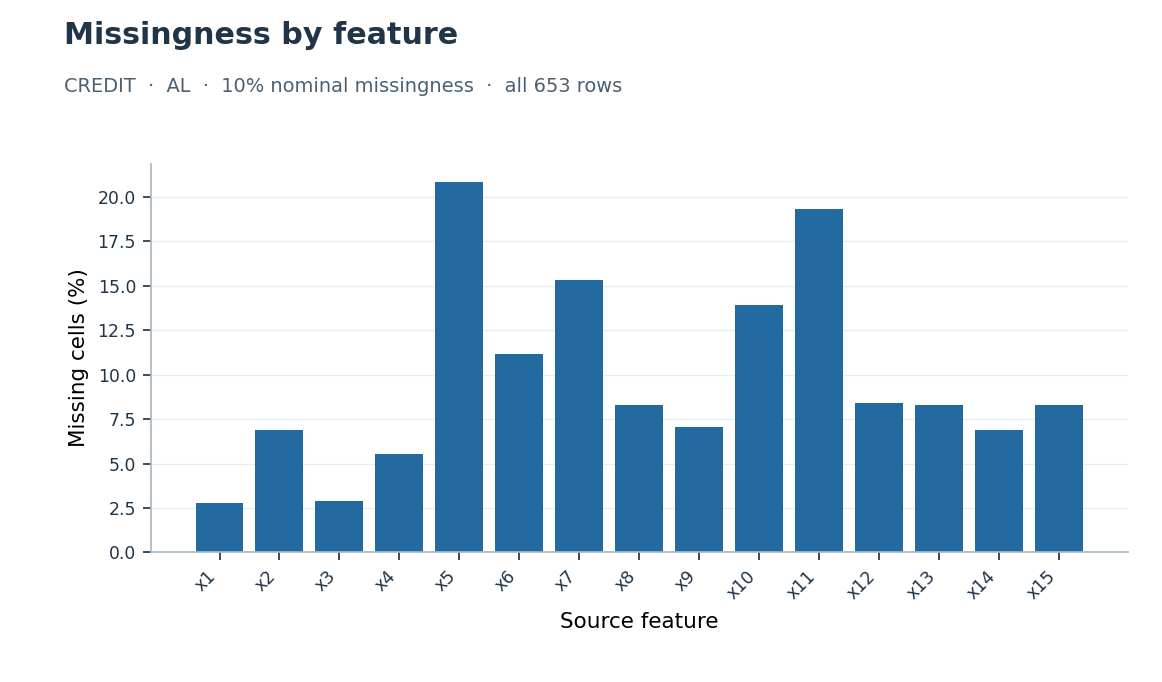 Missingness by feature
CREDIT · AL · 10% nominal missingness · all 653 rows
Missing cells (%)
20.0
17.5
15.0
12.5
10.0
7.5
5.0
2.5
0.0
x1 x2 x3 x4 x5 x6 x7 x8 x9 x10 x11 x12 x13 x14 x15
Source feature